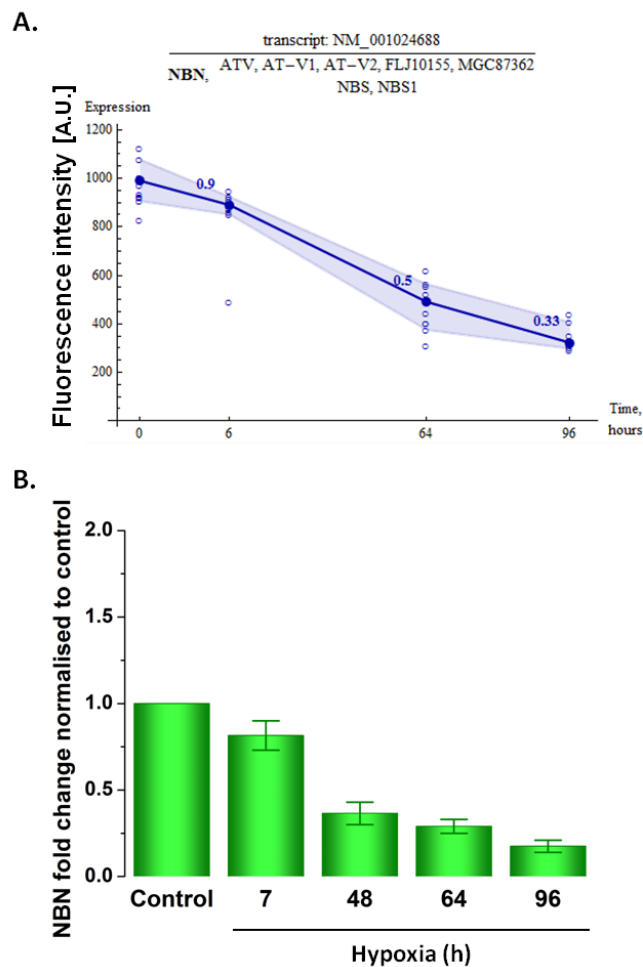 A.
transcript: NM_001024688
NBN, ATV, AT−V1, AT−V2, FLJ10155, MGC87362
NBS, NBS1
Expression
Fluorescence intensity [A.U.]
1200
1000
800
600
400
200
0.9
0.5
0.33
0 6 64 96
Time,
hours
B.
NBN fold change normalised to control
2.0
1.5
1.0
0.5
0.0
Control 7 48 64 96
Hypoxia (h)